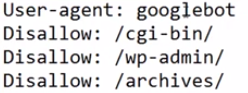 User-agent: googlebot
Disallow: /cgi-bin/
Disallow: /wp-admin/
Disallow: /archives/